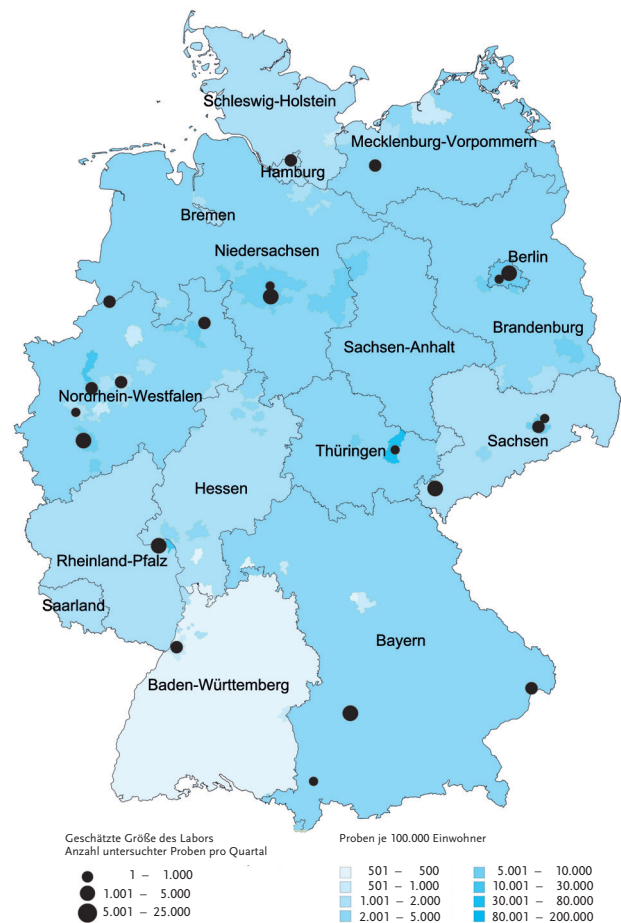 Schleswig-Holstein
Mecklenburg-Vorpommern
Hamburg
Bremen
Niedersachsen
Berlin
Brandenburg
Sachsen-Anhalt
Nordrhein-Westfalen
Thüringen
Sachsen
Hessen
Rheinland-Pfalz
Saarland
Bayern
Baden-Württemberg
Geschätzte Größe des Labors
Anzahl untersuchter Proben pro Quartal
1 – 1.000
1.001 – 5.000
5.001 – 25.000
Proben je 100.000 Einwohner
501 – 500
501 – 1.000
1.001 – 2.000
2.001 – 5.000
5.001 – 10.000
10.001 – 30.000
30.001 – 80.000
80.001 – 200.000